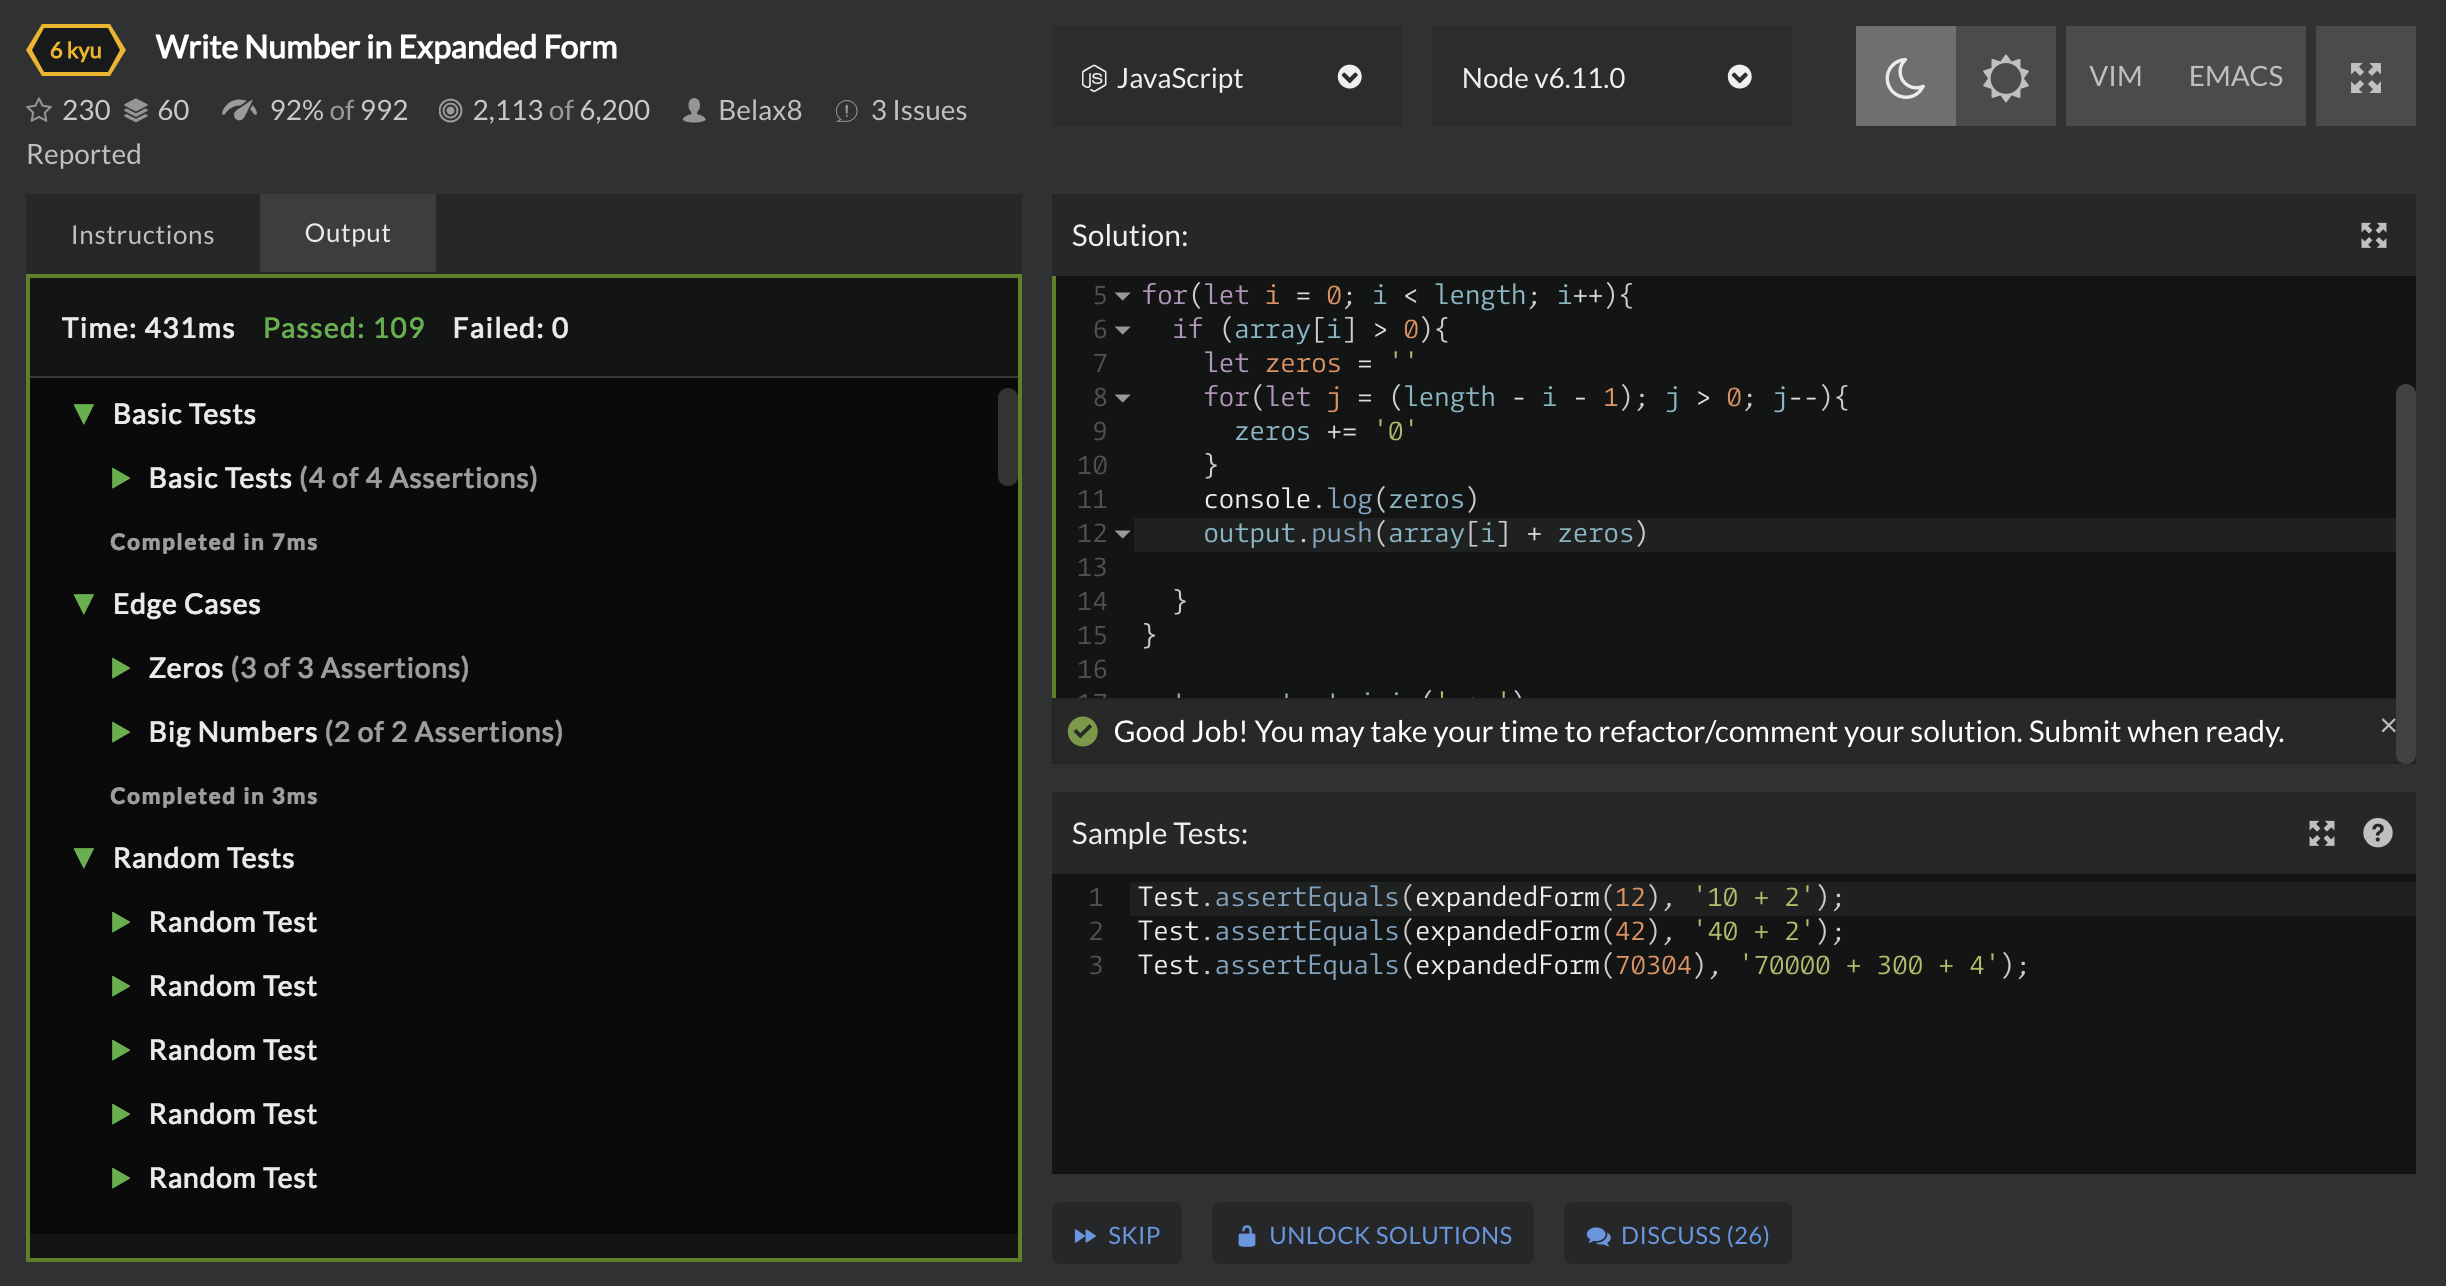 6 kyu
Write Number in Expanded Form
230 60 92% of 992 2,113 of 6,200 Belax8 3 Issues
Reported
JavaScript
Node v6.11.0
VIM EMACS
Instructions Output
Time: 431ms Passed: 109 Failed: 0
Basic Tests
Basic Tests (4 of 4 Assertions)
Completed in 7ms
Edge Cases
Zeros (3 of 3 Assertions)
Big Numbers (2 of 2 Assertions)
Completed in 3ms
Random Tests
Random Test
Random Test
Random Test
Random Test
Random Test
Solution:
5 for(let i = 0; i < length; i++){
6 if (array[i] > 0){
7 let zeros = ''
8 for(let j = (length - i - 1); j > 0; j--){
9 zeros += '0'
10 }
11 console.log(zeros)
12 output.push(array[i] + zeros)
13
14 }
15 }
16
Good Job! You may take your time to refactor/comment your solution. Submit when ready.
Sample Tests:
1 Test.assertEquals(expandedForm(12), '10 + 2');
2 Test.assertEquals(expandedForm(42), '40 + 2');
3 Test.assertEquals(expandedForm(70304), '70000 + 300 + 4');
SKIP
UNLOCK SOLUTIONS
DISCUSS (26)